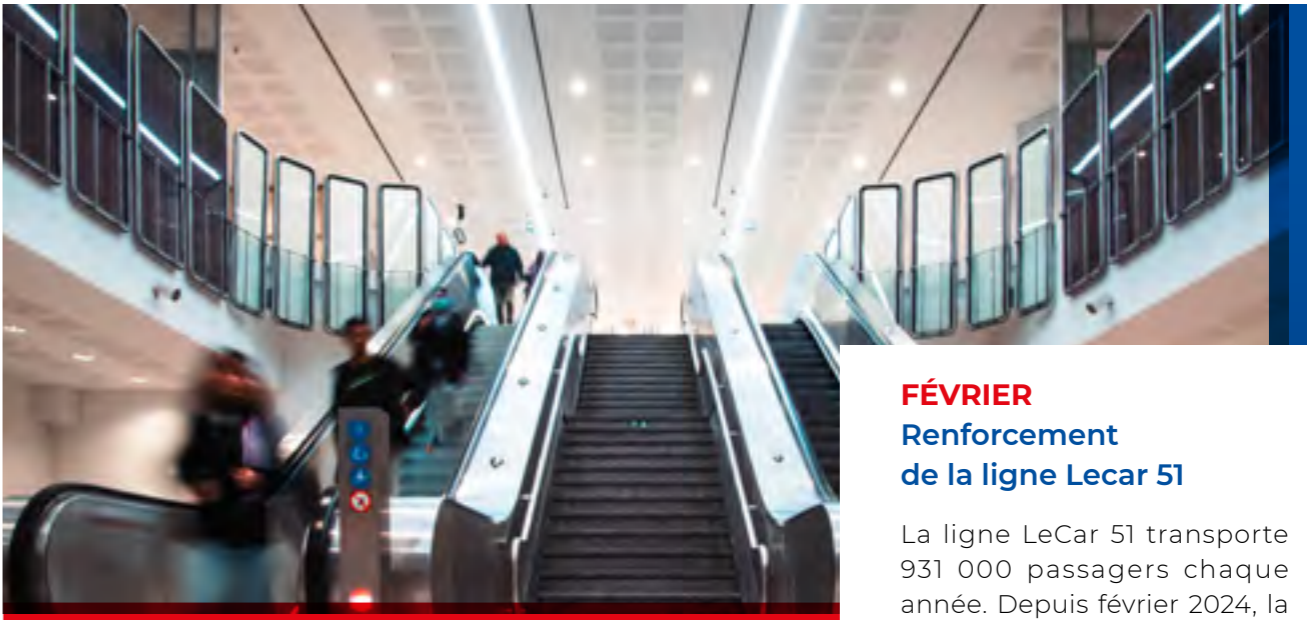 FÉVRIER
Renforcement
de la ligne Lecar 51
La ligne LeCar 51 transporte
931 000 passagers chaque
année. Depuis février 2024, la